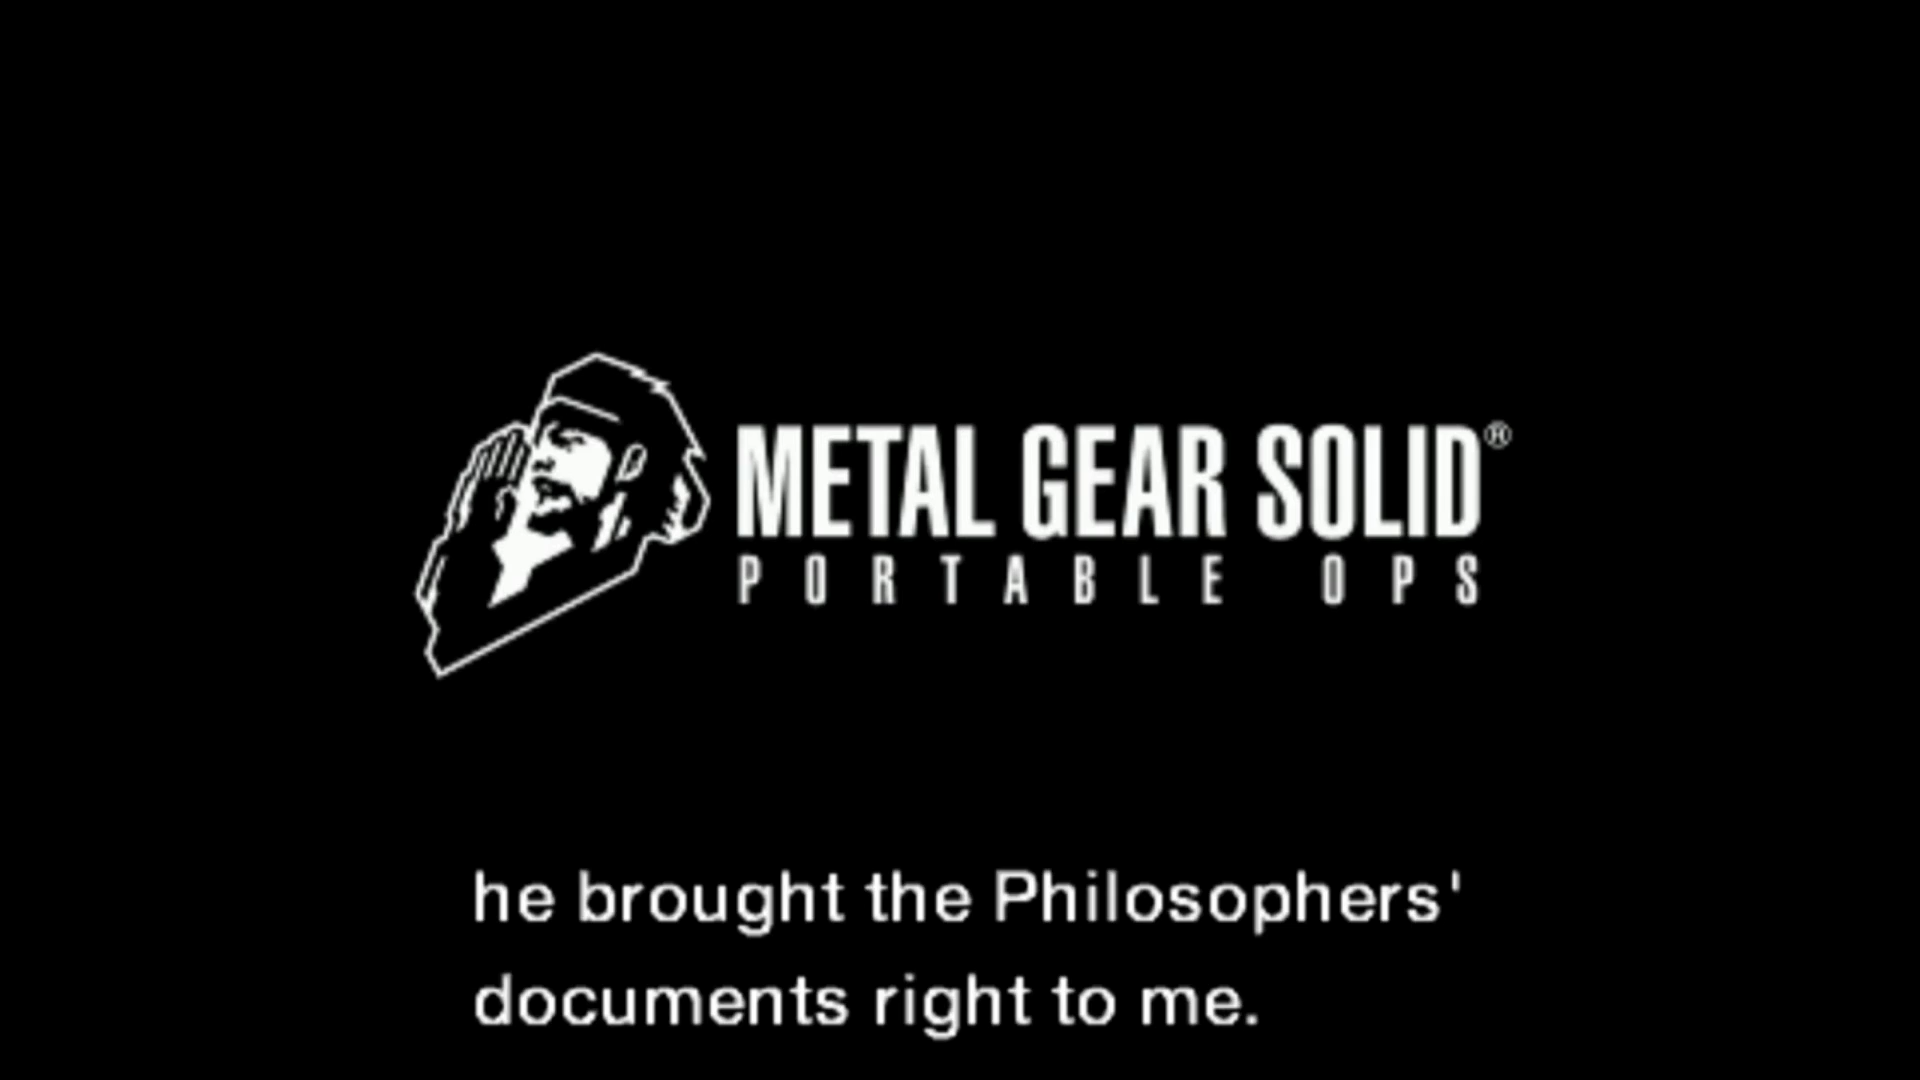 METAL GEAR SOLID®
PORTABLE OPS
he brought the Philosophers'
documents right to me.